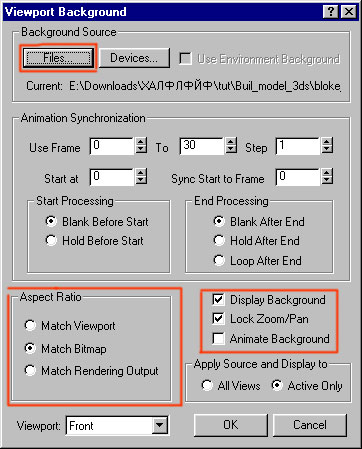 Viewport Background
Background Source
Files... Devices... Use Environment Background
Current: E:\Downloads\ХАЛФЛФЙФ\tut\Buil_model_3ds\bloke
Animation Synchronization
Use Frame 0 To 30 Step 1
Start at 0 Sync Start to Frame 0
Start Processing End Processing
Blank Before Start Blank After End
Hold Before Start Hold After End
Loop After End
Aspect Ratio
Match Viewport
Match Bitmap
Match Rendering Output
Display Background
Lock Zoom/Pan
Animate Background
Apply Source and Display to
All Views Active Only
Viewport: Front OK Cancel